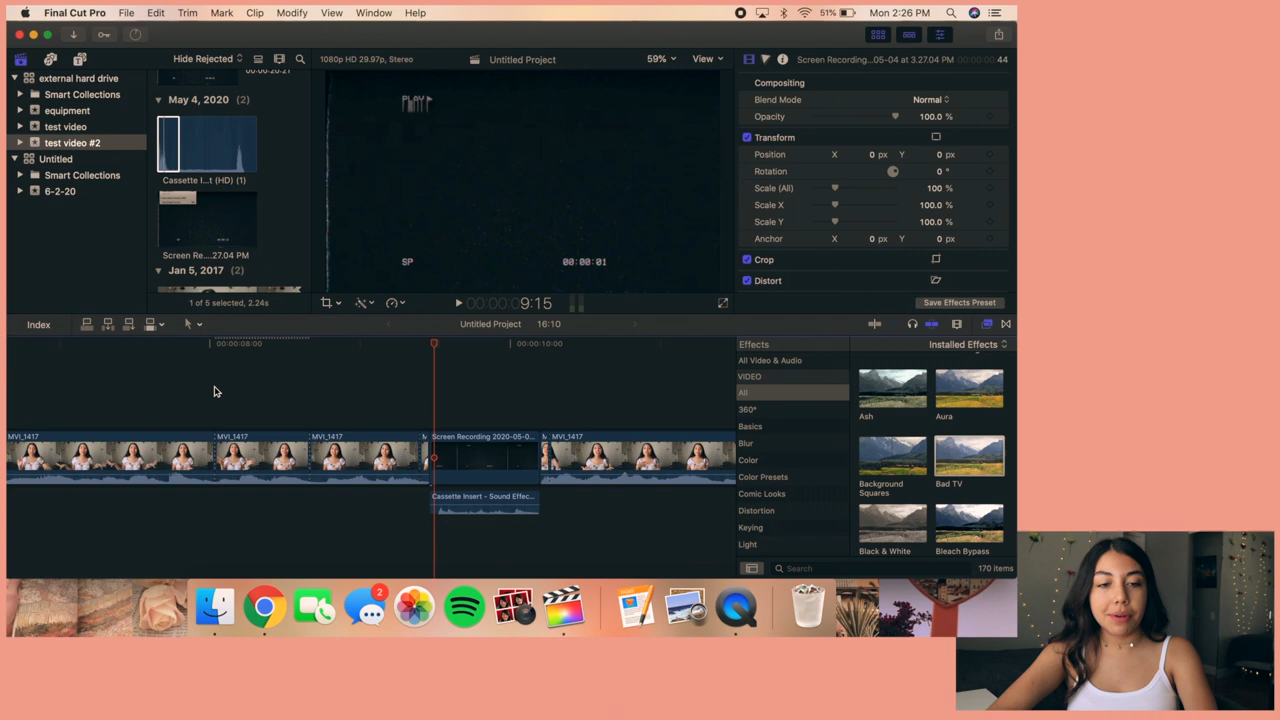 Final Cut Pro File Edit Trim Mark Clip Modify View Window Help 51% Mon 2:26 PM
Hide Rejected
1080p HD 29.97p, Stereo Untitled Project 59% View
Screen Recording...05-04 at 3.27.04 PM 00:00:00:00 44
external hard drive
Smart Collections
equipment
test video
test video #2
Untitled
Smart Collections
6-2-20
May 4, 2020 (2)
Cassette I...t (HD) (1)
Screen Re....27.04 PM
Jan 5, 2017 (2)
1 of 5 selected, 2.24s
SP 00:00:01
00:00:00 9:15
Compositing
Blend Mode Normal
Opacity 100.0 %
Transform
Position X 0 px Y 0 px
Rotation 0 °
Scale (All) 100 %
Scale X 100.0 %
Scale Y 100.0 %
Anchor X 0 px Y 0 px
Crop
Distort
Save Effects Preset
Index Untitled Project 16:10
00:00:08:00 00:00:10:00
MVI_1417 MVI_1417 MVI_1417 M Screen Recording 2020-05-0... M MVI_1417
Cassette Insert - Sound Effec...
Effects Installed Effects
All Video & Audio
VIDEO
All
360°
Basics
Blur
Color
Color Presets
Comic Looks
Distortion
Keying
Light
Ash Aura
Background Squares
Bad TV
Black & White Bleach Bypass
Search 170 items
2